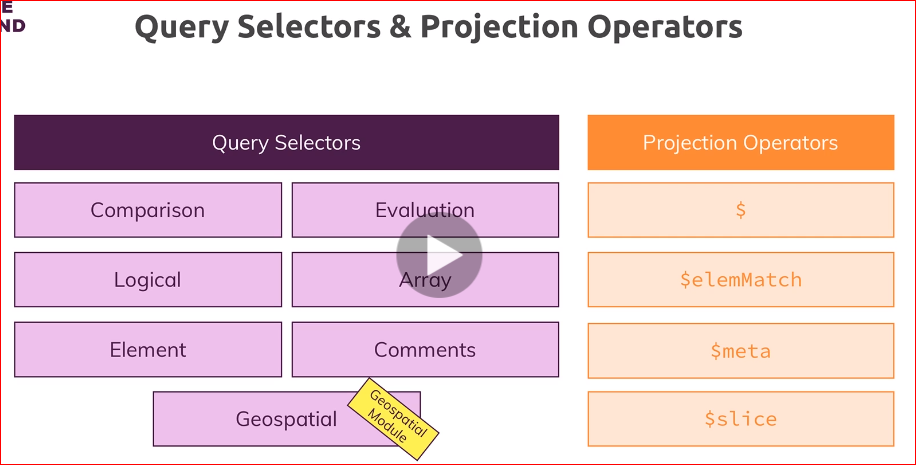 E
ND
Query Selectors & Projection Operators
Query Selectors
Projection Operators
Comparison
Evaluation
$
Logical
Array
$elemMatch
Element
Comments
$meta
Geospatial
Geospatial
Module
$slice